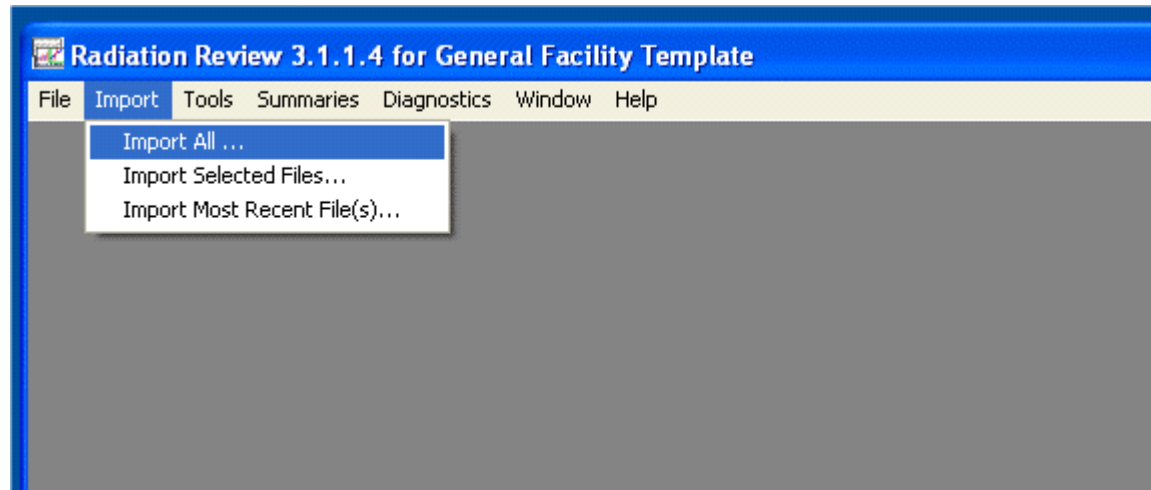 Radiation Review 3.1.1.4 for General Facility Template
File Import Tools Summaries Diagnostics Window Help
Import All ...
Import Selected Files...
Import Most Recent File(s)...